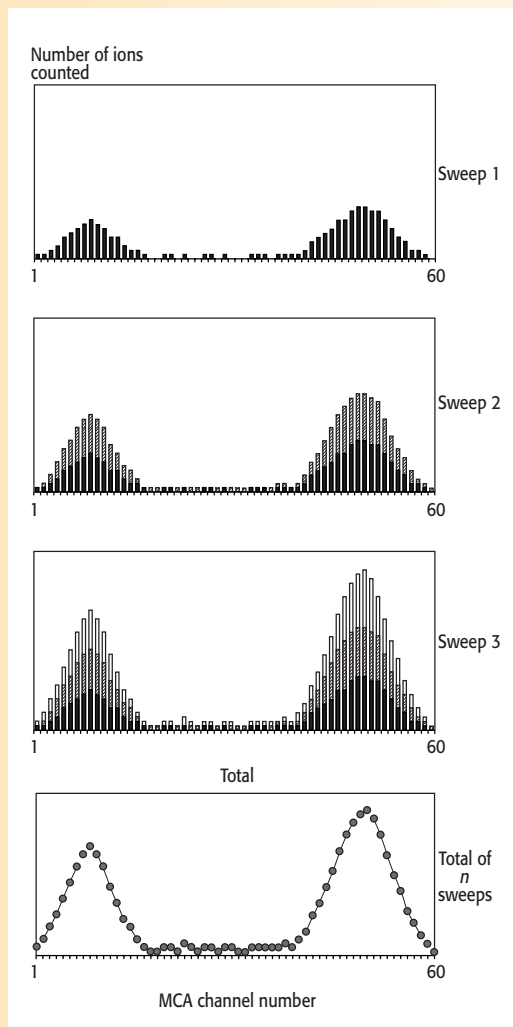 Number of ions
counted
Sweep 1
1
60
Sweep 2
1
60
Sweep 3
1
60
Total
Total of
n
sweeps
1
60
MCA channel number